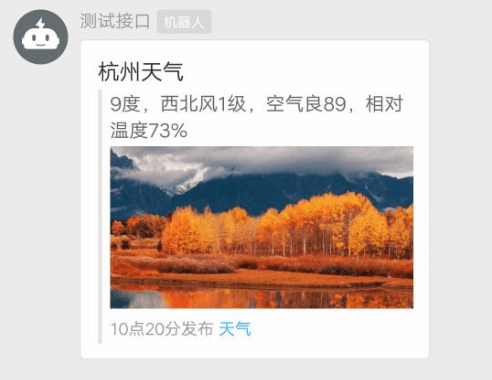 测试接口 机器人
杭州天气
9度，西北风1级，空气良89，相对
温度73%
10点20分发布 天气